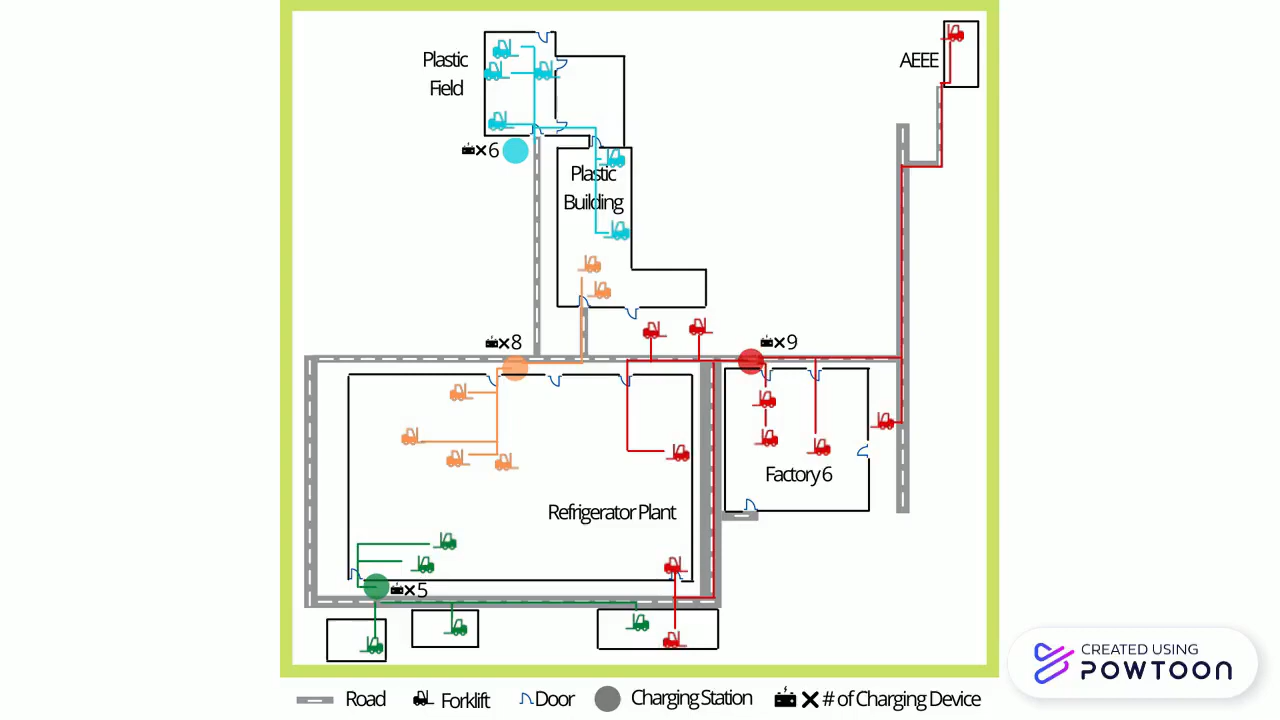 Plastic
Field
AEEE
×6
Plastic
Building
×8
×9
Factory 6
Refrigerator Plant
×5
Road
Forklift
Door
Charging Station
× # of Charging Device
CREATED USING
POWTOON